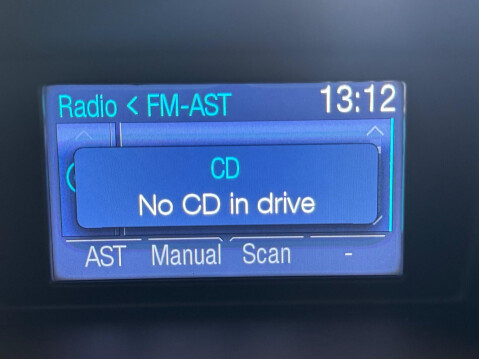 Radio < FM-AST 13:12
CD
No CD in drive
AST Manual Scan -